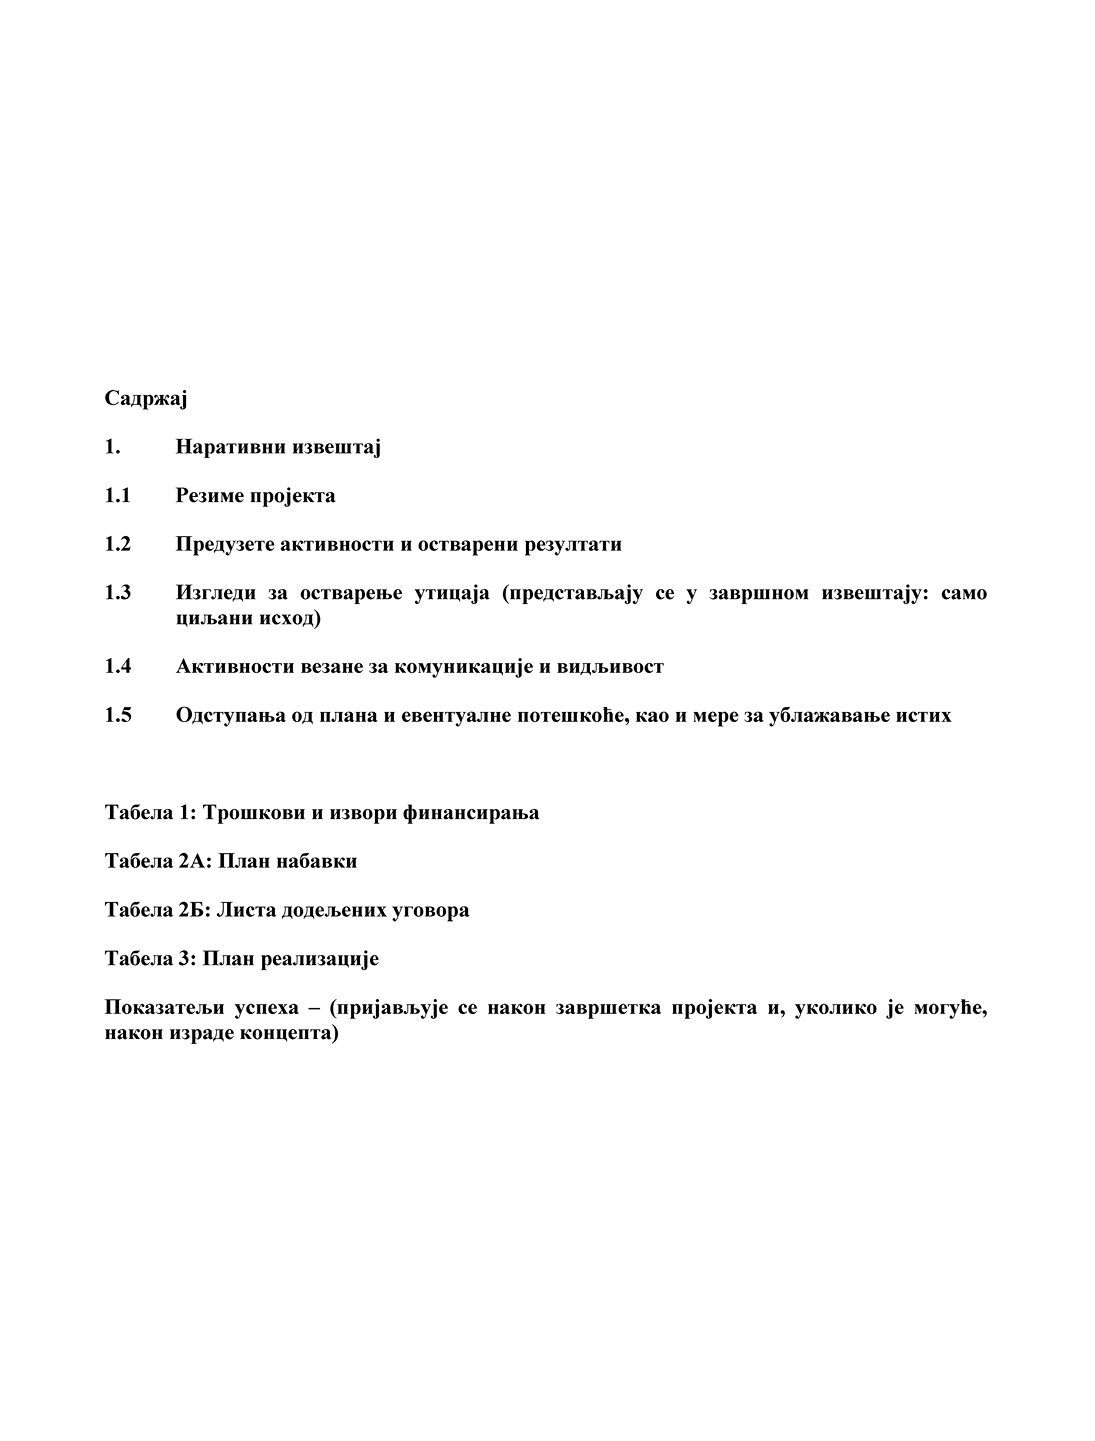 Садржај
1. Наративни извештај
1.1 Резиме пројекта
1.2 Предузете активности и остварени резултати
1.3 Изгледи за остварење утицаја (представљају се у завршном извештају: само
циљани исход)
1.4 Активности везане за комуникације и видљивост
1.5 Одступања од плана и евентуалне потешкоће, као и мере за ублажавање истих
Табела 1: Трошкови и извори финансирања
Табела 2А: План набавки
Табела 2Б: Листа додељених уговора
Табела 3: План реализације
Показатељи успеха – (пријављује се након завршетка пројекта и, уколико је могуће,
након израде концепта)